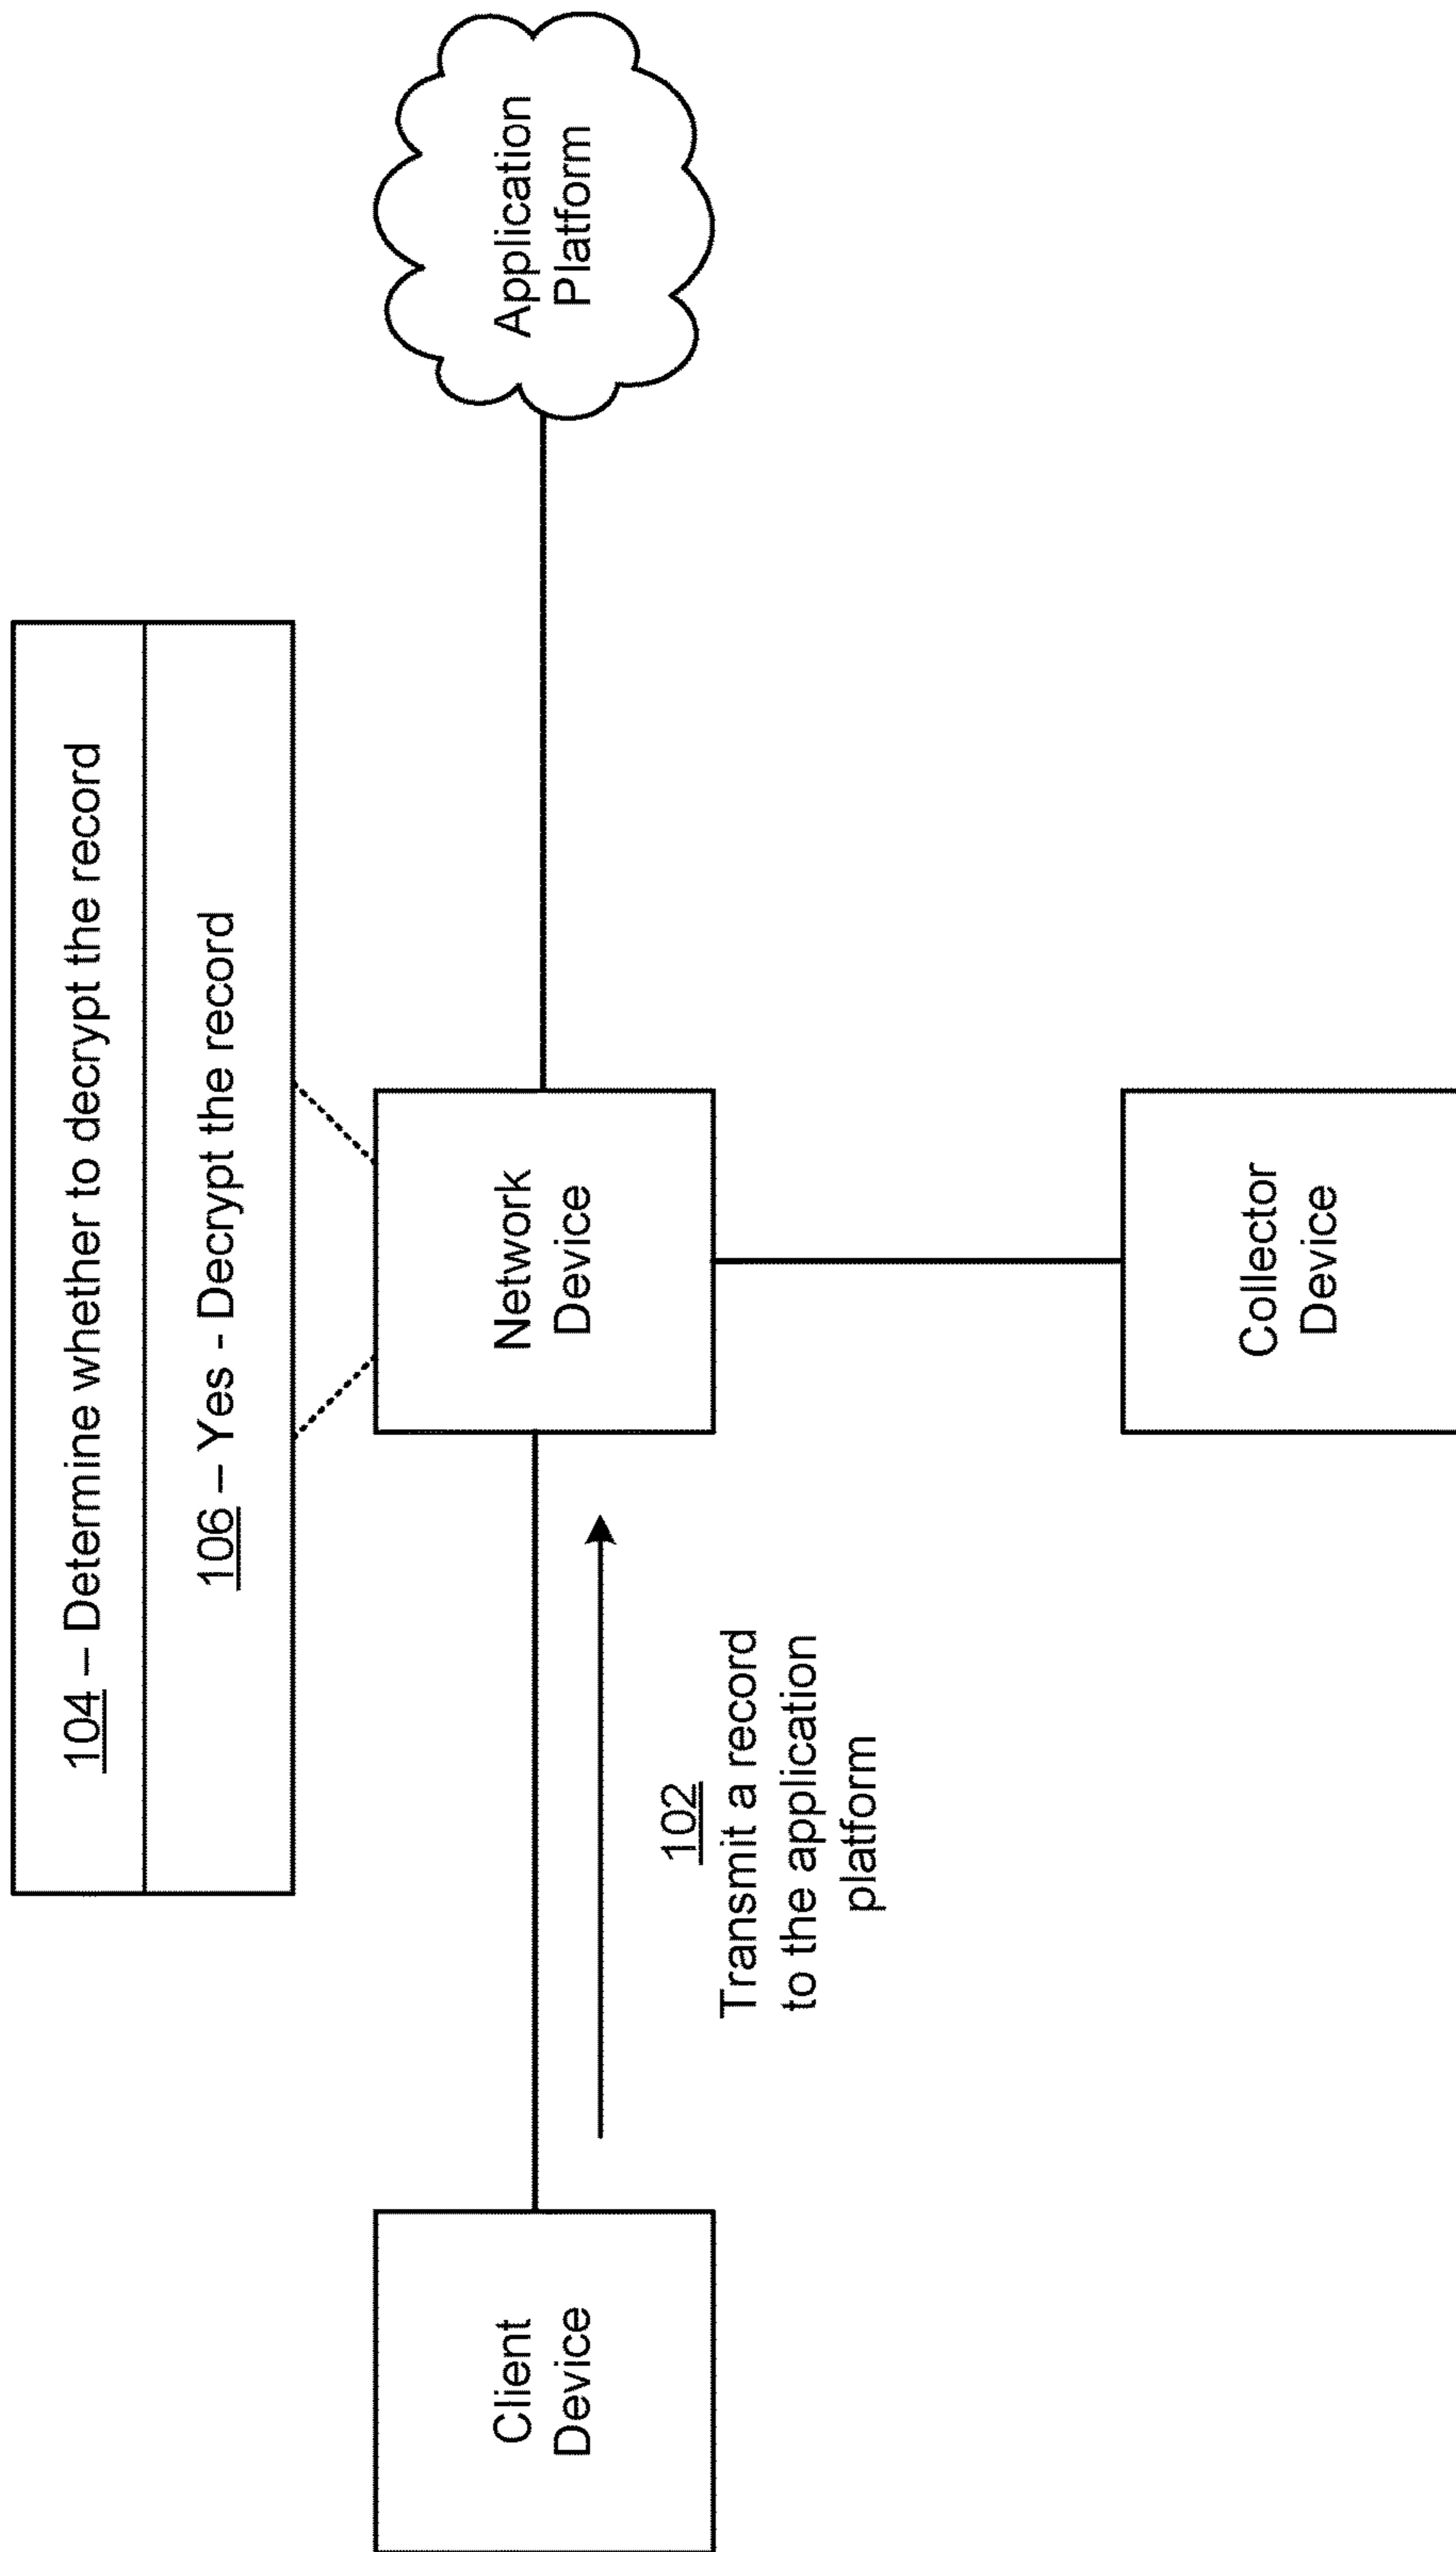 104 – Determine whether to decrypt the record
106 – Yes - Decrypt the record
Client
Device
102
Transmit a record
to the application
platform
Network
Device
Application
Platform
Collector
Device